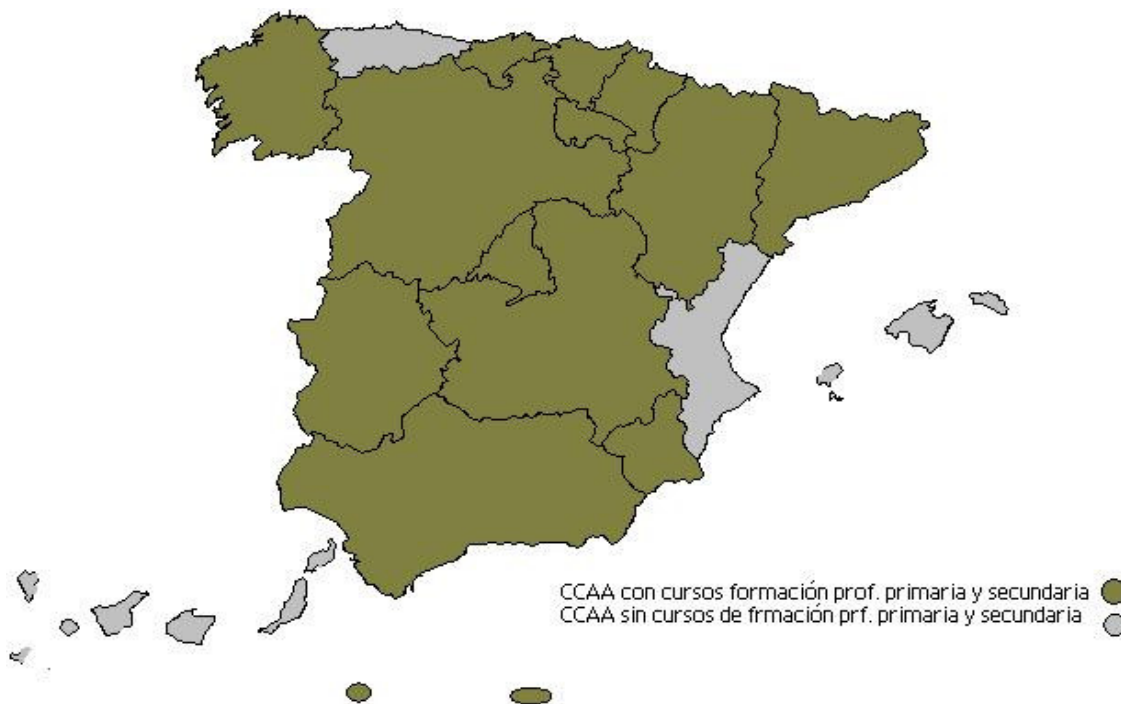 CCAA con cursos formación prof. primaria y secundaria
CCAA sin cursos de frmación prf. primaria y secundaria